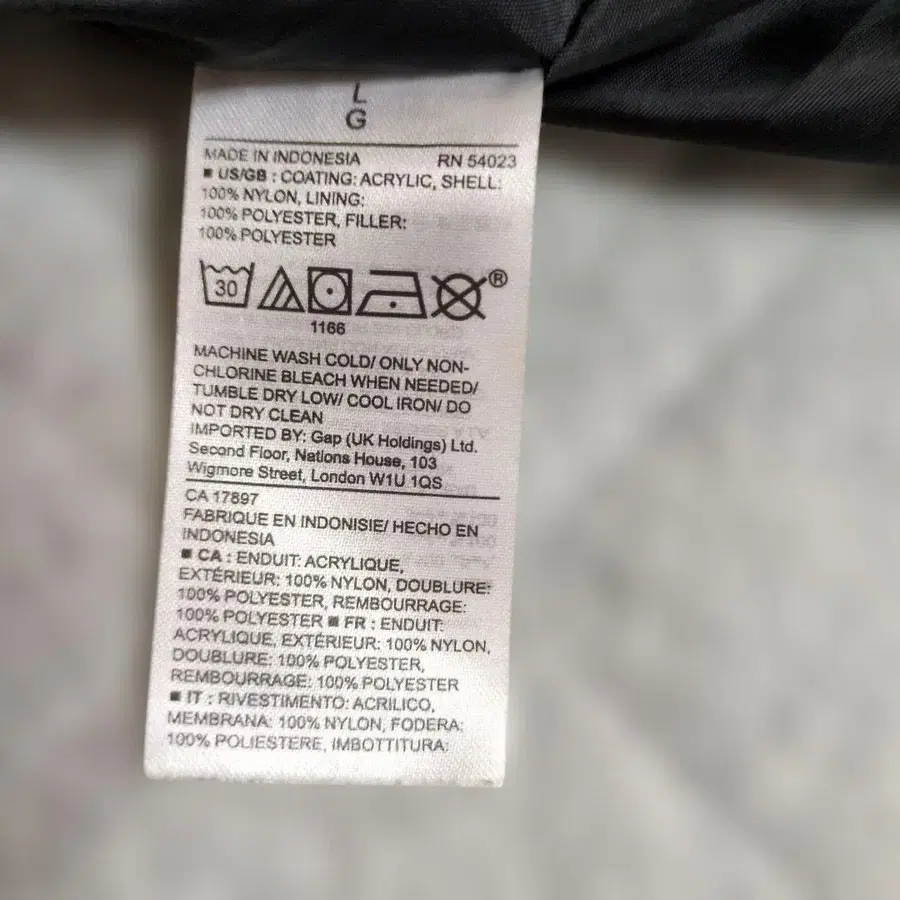 L
G
MADE IN INDONESIA RN 54023
■ US/GB : COATING: ACRYLIC, SHELL:
100% NYLON, LINING:
100% POLYESTER, FILLER:
100% POLYESTER
30 ®
1166
MACHINE WASH COLD/ ONLY NON-
CHLORINE BLEACH WHEN NEEDED/
TUMBLE DRY LOW/ COOL IRON/ DO
NOT DRY CLEAN
IMPORTED BY: Gap (UK Holdings) Ltd.
Second Floor, Nations House, 103
Wigmore Street, London W1U 1QS
CA 17897
FABRIQUE EN INDONISIE/ HECHO EN
INDONESIA
■ CA : ENDUIT: ACRYLIQUE,
EXTÉRIEUR: 100% NYLON, DOUBLURE:
100% POLYESTER, REMBOURRAGE:
100% POLYESTER ■ FR : ENDUIT:
ACRYLIQUE, EXTÉRIEUR: 100% NYLON,
DOUBLURE: 100% POLYESTER,
REMBOURRAGE: 100% POLYESTER
■ IT : RIVESTIMENTO: ACRILICO,
MEMBRANA: 100% NYLON, FODERA:
100% POLIESTERE, IMBOTTITURA: